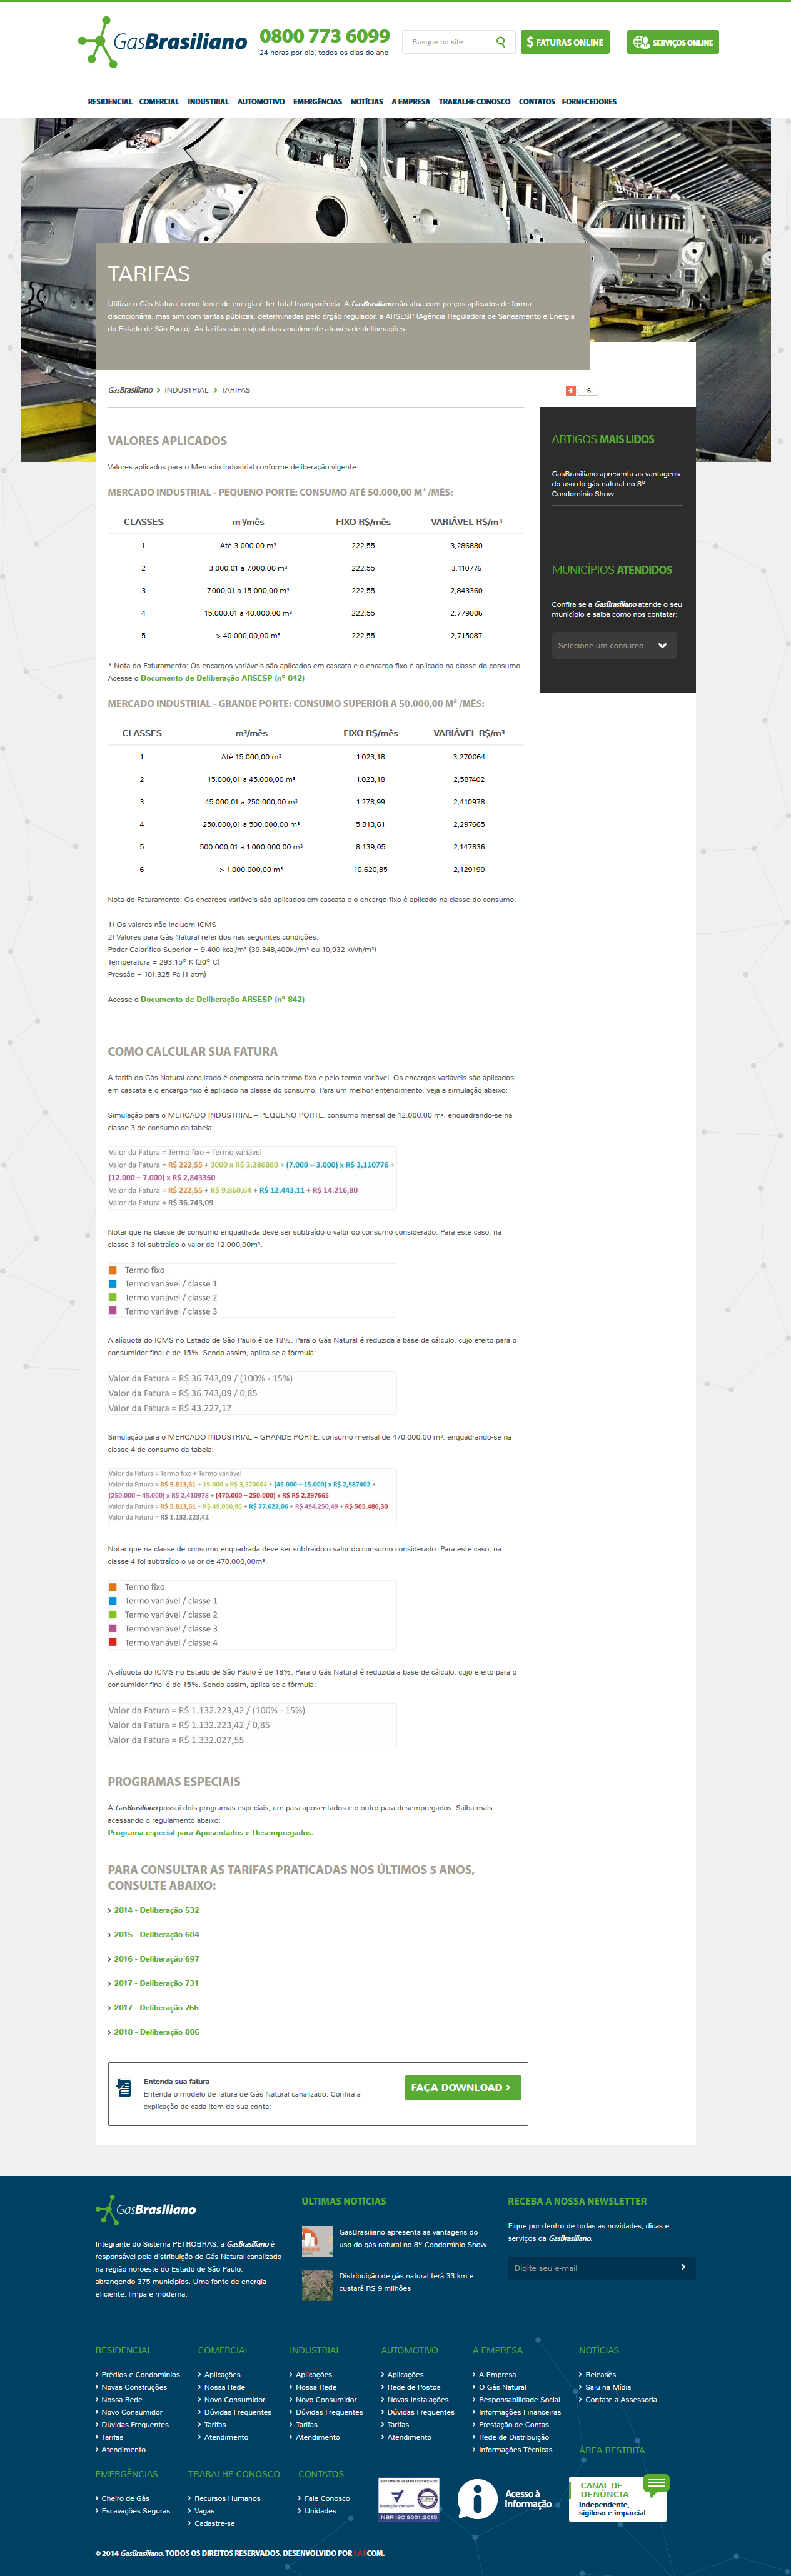 GasBrasiliano
0800 773 6099
24 horas por dia, todos os dias do ano
Busque no site
$ FATURAS ONLINE
SERVIÇOS ONLINE
RESIDENCIAL COMERCIAL INDUSTRIAL AUTOMOTIVO EMERGÊNCIAS NOTÍCIAS A EMPRESA TRABALHE CONOSCO CONTATOS FORNECEDORES
TARIFAS
Utilizar o Gás Natural como fonte de energia é ter total transparência. A GasBrasiliano não atua com preços aplicados de forma
discricionária, mas sim com tarifas públicas, determinadas pelo órgão regulador, a ARSESP (Agência Reguladora de Saneamento e Energia
do Estado de São Paulo). As tarifas são reajustadas anualmente através de deliberações.
GasBrasiliano > INDUSTRIAL > TARIFAS
6
VALORES APLICADOS
Valores aplicados para o Mercado Industrial conforme deliberação vigente.
MERCADO INDUSTRIAL - PEQUENO PORTE: CONSUMO ATÉ 50.000,00 M³ /MÊS:
CLASSES m³/mês FIXO R$/mês VARIÁVEL R$/m³
1 Até 3.000,00 m³ 222,55 3,286880
2 3.000,01 a 7.000,00 m³ 222,55 3,110776
3 7.000,01 a 15.000,00 m³ 222,55 2,843360
4 15.000,01 a 40.000,00 m³ 222,55 2,779006
5 > 40.000,00,00 m³ 222,55 2,715087
* Nota do Faturamento: Os encargos variáveis são aplicados em cascata e o encargo fixo é aplicado na classe do consumo.
Acesse o Documento de Deliberação ARSESP (nº 842)
MERCADO INDUSTRIAL - GRANDE PORTE: CONSUMO SUPERIOR A 50.000,00 M³ /MÊS:
CLASSES m³/mês FIXO R$/mês VARIÁVEL R$/m³
1 Até 15.000,00 m³ 1.023,18 3,270064
2 15.000,01 a 45.000,00 m³ 1.023,18 2,587402
3 45.000,01 a 250.000,00 m³ 1.278,99 2,410978
4 250.000,01 a 500.000,00 m³ 5.813,61 2,297665
5 500.000,01 a 1.000.000,00 m³ 8.139,05 2.147836
6 > 1.000.000,00 m³ 10.620,85 2,129190
Nota do Faturamento: Os encargos variáveis são aplicados em cascata e o encargo fixo é aplicado na classe do consumo.
1) Os valores não incluem ICMS
2) Valores para Gás Natural referidos nas seguintes condições:
Poder Calorífico Superior = 9.400 kcal/m³ (39.348,400kJ/m³ ou 10,932 kWh/m³)
Temperatura = 293,15º K (20º C)
Pressão = 101.325 Pa (1 atm)
Acesse o Documento de Deliberação ARSESP (nº 842)
COMO CALCULAR SUA FATURA
A tarifa do Gás Natural canalizado é composta pelo termo fixo e pelo termo variável. Os encargos variáveis são aplicados
em cascata e o encargo fixo é aplicado na classe do consumo. Para um melhor entendimento, veja a simulação abaixo:
Simulação para o MERCADO INDUSTRIAL – PEQUENO PORTE, consumo mensal de 12.000,00 m³, enquadrando-se na
classe 3 de consumo da tabela:
Valor da Fatura = Termo fixo + Termo variável
Valor da Fatura = R$ 222,55 + 3000 x R$ 3,286880 + (7.000 – 3.000) x R$ 3,110776 +
(12.000 – 7.000) x R$ 2,843360
Valor da Fatura = R$ 222,55 + R$ 9.860,64 + R$ 12.443,11 + R$ 14.216,80
Valor da Fatura = R$ 36.743,09
Notar que na classe de consumo enquadrada deve ser subtraído o valor do consumo considerado. Para este caso, na
classe 3 foi subtraído o valor de 12.000,00m³.
Termo fixo
Termo variável / classe 1
Termo variável / classe 2
Termo variável / classe 3
A alíquota do ICMS no Estado de São Paulo é de 18%. Para o Gás Natural é reduzida a base de cálculo, cujo efeito para o
consumidor final é de 15%. Sendo assim, aplica-se a fórmula:
Valor da Fatura = R$ 36.743,09 / (100% - 15%)
Valor da Fatura = R$ 36.743,09 / 0,85
Valor da Fatura = R$ 43.227,17
Simulação para o MERCADO INDUSTRIAL – GRANDE PORTE, consumo mensal de 470.000,00 m³, enquadrando-se na
classe 4 de consumo da tabela:
Valor da Fatura = Termo fixo + Termo variável
Valor da Fatura = R$ 5.813,61 + 15.000 x R$ 3,270064 + (45.000 – 15.000) x R$ 2,587402 +
(250.000 – 45.000) x R$ 2,410978 + (470.000 – 250.000) x R$ R$ 2,297665
Valor da Fatura = R$ 5.813,61 + R$ 49.050,96 + R$ 77.622,06 + R$ 494.250,49 + R$ 505.486,30
Valor da Fatura = R$ 1.132.223,42
Notar que na classe de consumo enquadrada deve ser subtraído o valor do consumo considerado. Para este caso, na
classe 4 foi subtraído o valor de 470.000,00m³.
Termo fixo
Termo variável / classe 1
Termo variável / classe 2
Termo variável / classe 3
Termo variável / classe 4
A alíquota do ICMS no Estado de São Paulo é de 18%. Para o Gás Natural é reduzida a base de cálculo, cujo efeito para o
consumidor final é de 15%. Sendo assim, aplica-se a fórmula:
Valor da Fatura = R$ 1.132.223,42 / (100% - 15%)
Valor da Fatura = R$ 1.132.223,42 / 0,85
Valor da Fatura = R$ 1.332.027,55
PROGRAMAS ESPECIAIS
A GasBrasiliano possui dois programas especiais, um para aposentados e o outro para desempregados. Saiba mais
acessando o regulamento abaixo:
Programa especial para Aposentados e Desempregados.
PARA CONSULTAR AS TARIFAS PRATICADAS NOS ÚLTIMOS 5 ANOS,
CONSULTE ABAIXO:
> 2014 - Deliberação 532
> 2015 - Deliberação 604
> 2016 - Deliberação 697
> 2017 - Deliberação 731
> 2017 - Deliberação 766
> 2018 - Deliberação 806
Entenda sua fatura
Entenda o modelo de fatura de Gás Natural canalizado. Confira a
explicação de cada item de sua conta:
FAÇA DOWNLOAD >
ARTIGOS MAIS LIDOS
GasBrasiliano apresenta as vantagens
do uso do gás natural no 8º
Condomínio Show
MUNICÍPIOS ATENDIDOS
Confira se a GasBrasiliano atende o seu
município e saiba como nos contatar:
Selecione um consumo
GasBrasiliano
Integrante do Sistema PETROBRAS, a GasBrasiliano é
responsável pela distribuição de Gás Natural canalizado
na região noroeste do Estado de São Paulo,
abrangendo 375 municípios. Uma fonte de energia
eficiente, limpa e moderna.
ÚLTIMAS NOTÍCIAS
GasBrasiliano apresenta as vantagens do
uso do gás natural no 8º Condomínio Show
Distribuição de gás natural terá 33 km e
custará R$ 9 milhões
RECEBA A NOSSA NEWSLETTER
Fique por dentro de todas as novidades, dicas e
serviços da GasBrasiliano.
Digite seu e-mail
RESIDENCIAL
> Prédios e Condomínios
> Novas Construções
> Nossa Rede
> Novo Consumidor
> Dúvidas Frequentes
> Tarifas
> Atendimento
COMERCIAL
> Aplicações
> Nossa Rede
> Novo Consumidor
> Dúvidas Frequentes
> Tarifas
> Atendimento
INDUSTRIAL
> Aplicações
> Nossa Rede
> Novo Consumidor
> Dúvidas Frequentes
> Tarifas
> Atendimento
AUTOMOTIVO
> Aplicações
> Rede de Postos
> Novas Instalações
> Dúvidas Frequentes
> Tarifas
> Atendimento
A EMPRESA
> A Empresa
> O Gás Natural
> Responsabilidade Social
> Informações Financeiras
> Prestação de Contas
> Rede de Distribuição
> Informações Técnicas
NOTÍCIAS
> Releases
> Saiu na Mídia
> Contate a Assessoria
ÁREA RESTRITA
EMERGÊNCIAS
> Cheiro de Gás
> Escavações Seguras
TRABALHE CONOSCO
> Recursos Humanos
> Vagas
> Cadastre-se
CONTATOS
> Fale Conosco
> Unidades
NBR ISO 9001:2015
Acesso à
Informação
CANAL DE
DENÚNCIA
Independente,
sigiloso e imparcial.
© 2014 GasBrasiliano. TODOS OS DIREITOS RESERVADOS. DESENVOLVIDO POR LAZCOM.